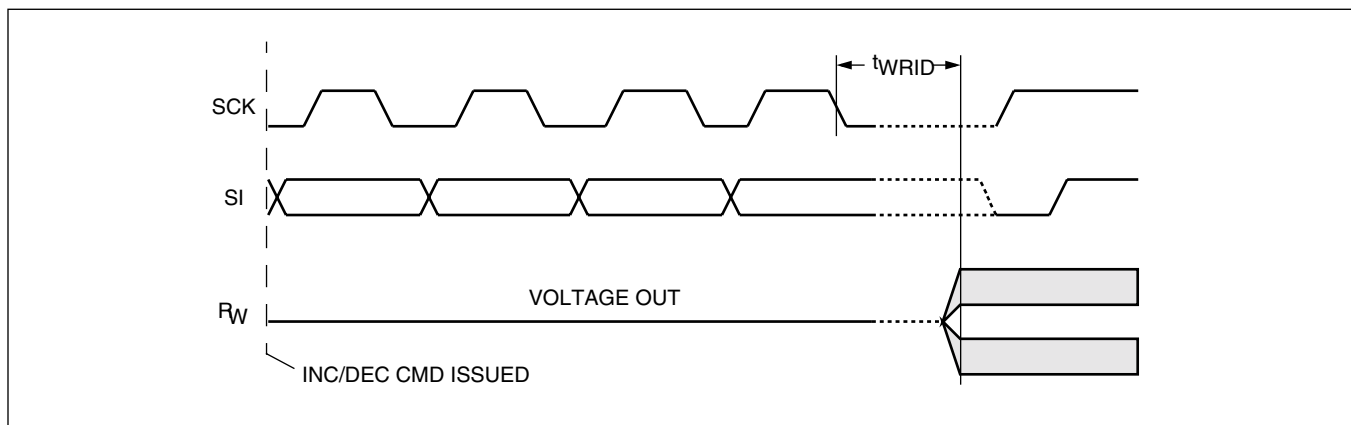 tWRID
SCK
SI
VOLTAGE OUT
RW
INC/DEC CMD ISSUED